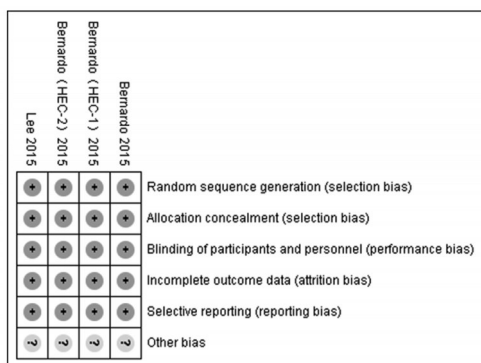 Lee 2015
Bernardo (HEC-2) 2015
Bernardo (HEC-1) 2015
Bernardo 2015
+ + + + Random sequence generation (selection bias)
+ + + + Allocation concealment (selection bias)
+ + + + Blinding of participants and personnel (performance bias)
+ + + + Incomplete outcome data (attrition bias)
+ + + + Selective reporting (reporting bias)
? ? ? ? Other bias